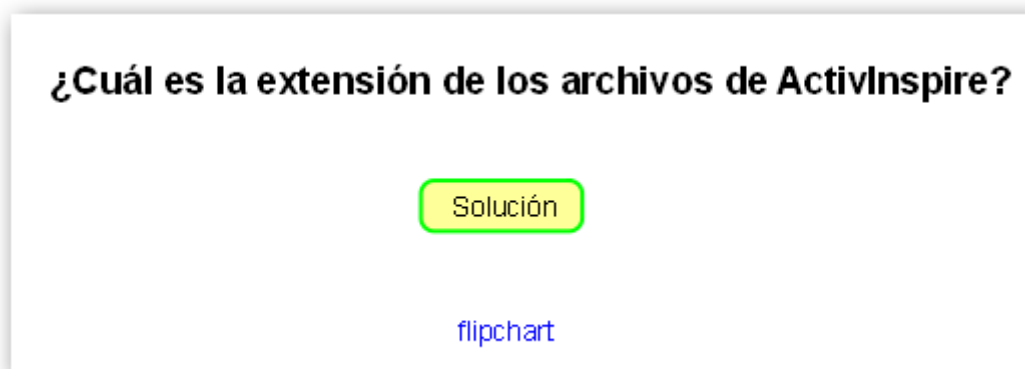 ¿Cuál es la extensión de los archivos de ActivInspire?
Solución
flipchart